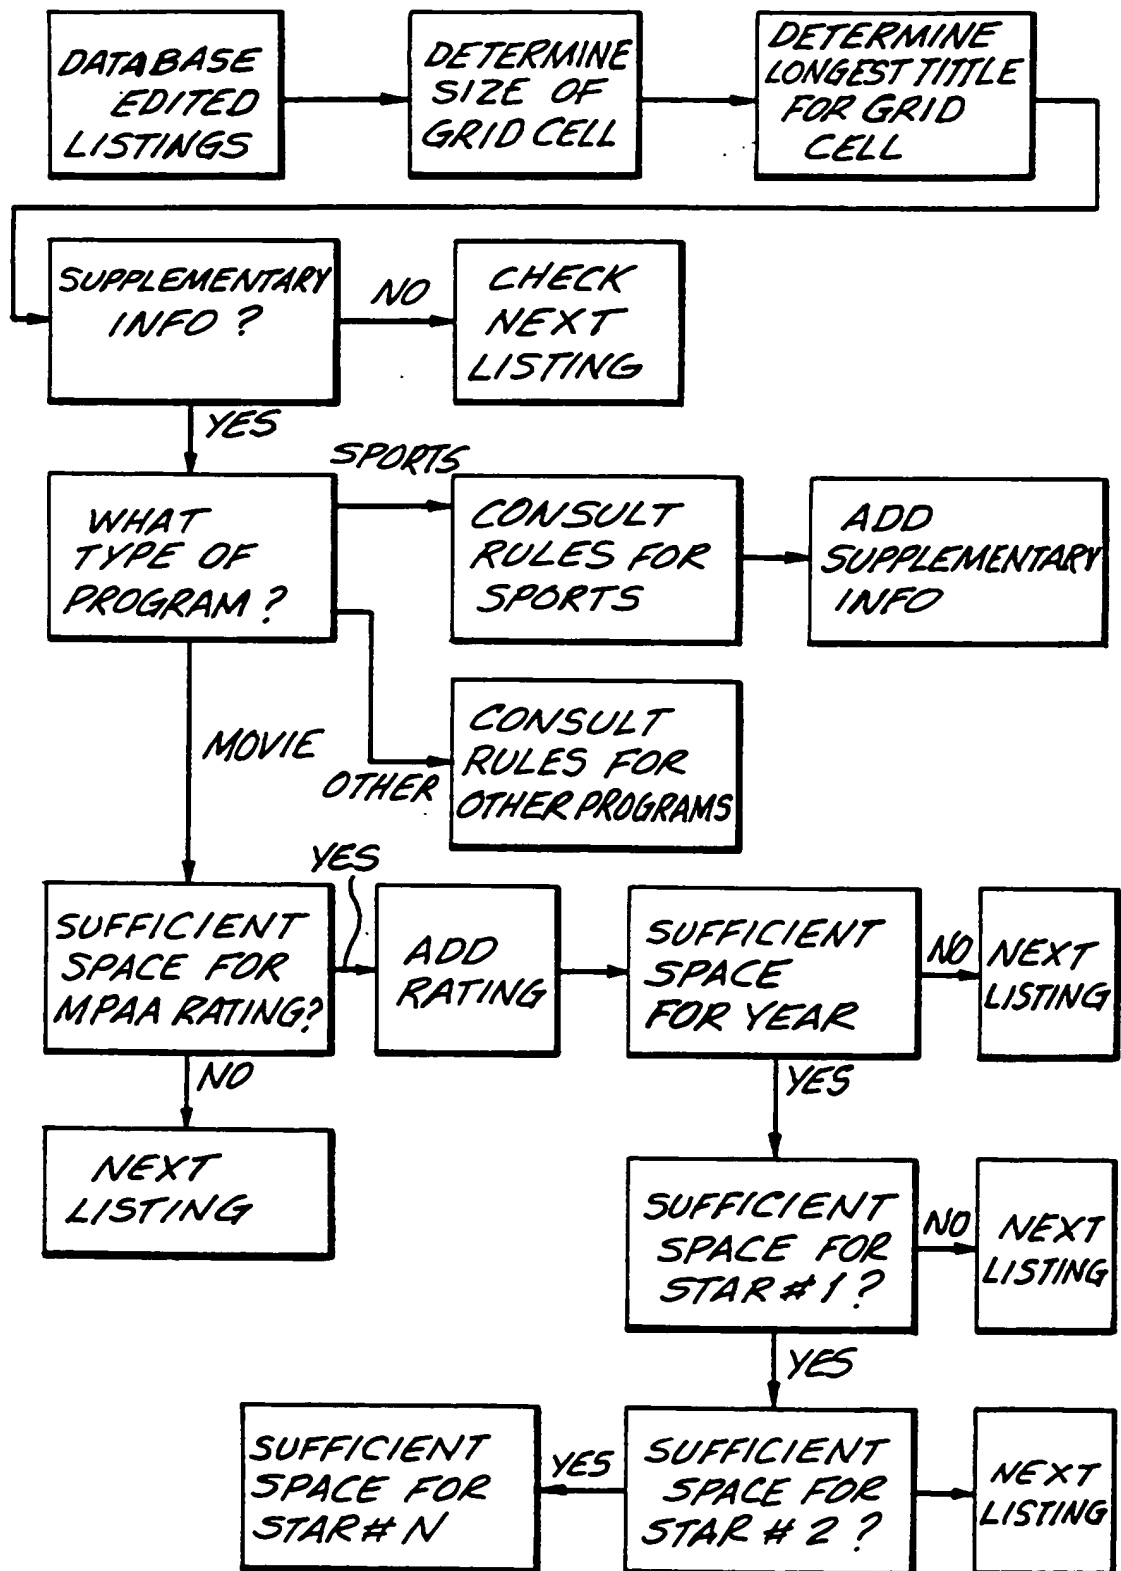 DATABASE
EDITED
LISTINGS
DETERMINE
SIZE OF
GRID CELL
DETERMINE
LONGEST TITTLE
FOR GRID
CELL
SUPPLEMENTARY
INFO ?
NO
CHECK
NEXT
LISTING
YES
WHAT
TYPE OF
PROGRAM ?
SPORTS
CONSULT
RULES FOR
SPORTS
ADD
SUPPLEMENTARY
INFO
OTHER
CONSULT
RULES FOR
OTHER PROGRAMS
MOVIE
SUFFICIENT
SPACE FOR
MPAA RATING?
YES
ADD
RATING
SUFFICIENT
SPACE
FOR YEAR
NO
NEXT
LISTING
NO
NEXT
LISTING
YES
SUFFICIENT
SPACE FOR
STAR # 1 ?
NO
NEXT
LISTING
YES
SUFFICIENT
SPACE FOR
STAR # 2 ?
NEXT
LISTING
YES
SUFFICIENT
SPACE FOR
STAR # N